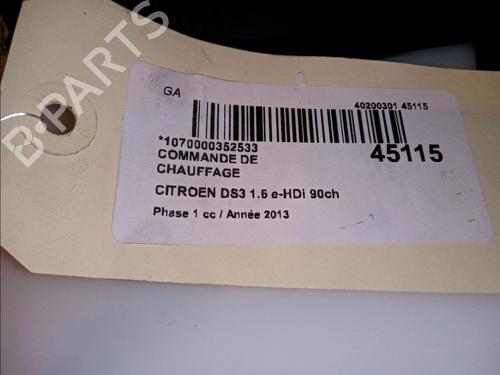 B-PARTS
GA
40200301 45115
*1070000352533
45115
COMMANDE DE
CHAUFFAGE
CITROEN DS3 1.6 e-HDi 90ch
Phase 1 cc / Année 2013